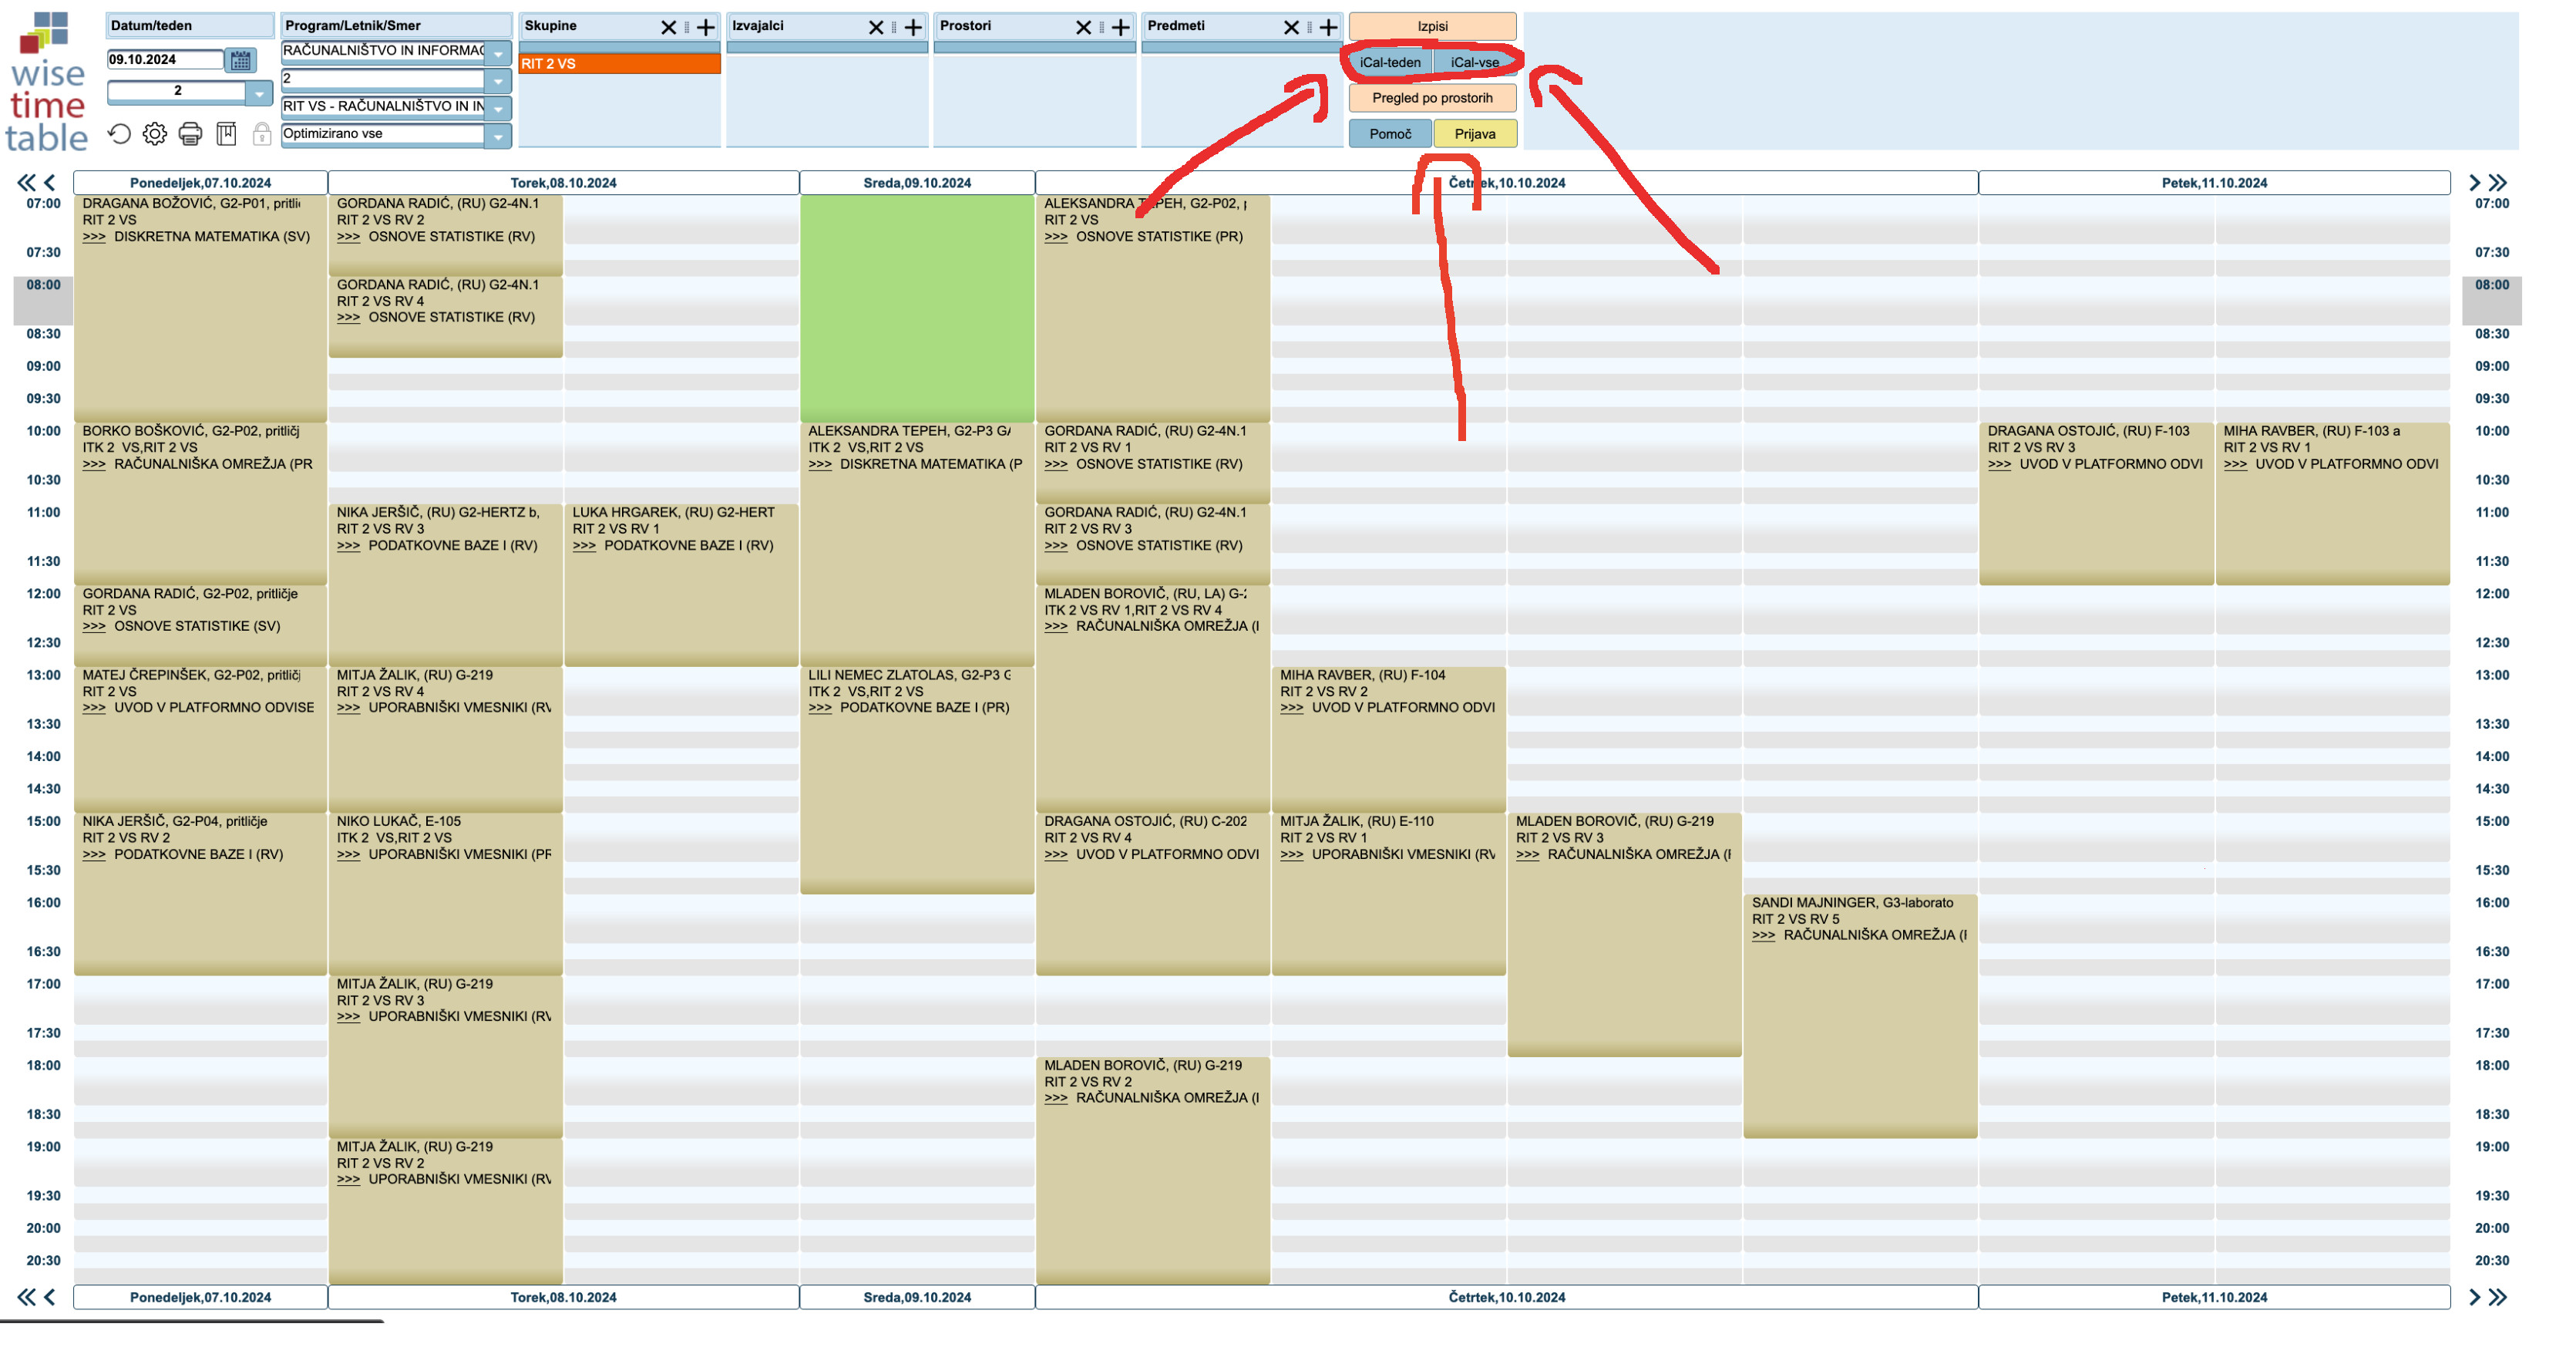 wise
time
table
Datum/teden
09.10.2024
2
Program/Letnik/Smer
RAČUNALNIŠTVO IN INFORMAC
2
RIT VS - RAČUNALNIŠTVO IN IN
Optimizirano vse
Skupine
RIT 2 VS
Izvajalci
Prostori
Predmeti
Izpisi
iCal-teden
iCal-vse
Pregled po prostorih
Pomoč
Prijava
Ponedeljek,07.10.2024
Torek,08.10.2024
Sreda,09.10.2024
Četrtek,10.10.2024
Petek,11.10.2024
07:00
07:30
08:00
08:30
09:00
09:30
10:00
10:30
11:00
11:30
12:00
12:30
13:00
13:30
14:00
14:30
15:00
15:30
16:00
16:30
17:00
17:30
18:00
18:30
19:00
19:30
20:00
20:30
DRAGANA BOŽOVIĆ, G2-P01, pritli
RIT 2 VS
>>> DISKRETNA MATEMATIKA (SV)
BORKO BOŠKOVIĆ, G2-P02, pritličj
ITK 2 VS,RIT 2 VS
>>> RAČUNALNIŠKA OMREŽJA (PR
GORDANA RADIĆ, G2-P02, pritličje
RIT 2 VS
>>> OSNOVE STATISTIKE (SV)
MATEJ ČREPINŠEK, G2-P02, pritličj
RIT 2 VS
>>> UVOD V PLATFORMNO ODVISE
NIKA JERŠIČ, G2-P04, pritličje
RIT 2 VS RV 2
>>> PODATKOVNE BAZE I (RV)
GORDANA RADIĆ, (RU) G2-4N.1
RIT 2 VS RV 2
>>> OSNOVE STATISTIKE (RV)
GORDANA RADIĆ, (RU) G2-4N.1
RIT 2 VS RV 4
>>> OSNOVE STATISTIKE (RV)
NIKA JERŠIČ, (RU) G2-HERTZ b,
RIT 2 VS RV 3
>>> PODATKOVNE BAZE I (RV)
LUKA HRGAREK, (RU) G2-HERT
RIT 2 VS RV 1
>>> PODATKOVNE BAZE I (RV)
MITJA ŽALIK, (RU) G-219
RIT 2 VS RV 4
>>> UPORABNIŠKI VMESNIKI (RV
NIKO LUKAČ, E-105
ITK 2 VS,RIT 2 VS
>>> UPORABNIŠKI VMESNIKI (PR
MITJA ŽALIK, (RU) G-219
RIT 2 VS RV 3
>>> UPORABNIŠKI VMESNIKI (RV
MITJA ŽALIK, (RU) G-219
RIT 2 VS RV 2
>>> UPORABNIŠKI VMESNIKI (RV
ALEKSANDRA TEPEH, G2-P3 GA
ITK 2 VS,RIT 2 VS
>>> DISKRETNA MATEMATIKA (P
LILI NEMEC ZLATOLAS, G2-P3 G
ITK 2 VS,RIT 2 VS
>>> PODATKOVNE BAZE I (PR)
ALEKSANDRA TEPEH, G2-P02,
RIT 2 VS
>>> OSNOVE STATISTIKE (PR)
GORDANA RADIĆ, (RU) G2-4N.1
RIT 2 VS RV 1
>>> OSNOVE STATISTIKE (RV)
GORDANA RADIĆ, (RU) G2-4N.1
RIT 2 VS RV 3
>>> OSNOVE STATISTIKE (RV)
MLADEN BOROVIČ, (RU, LA) G-2
ITK 2 VS RV 1,RIT 2 VS RV 4
>>> RAČUNALNIŠKA OMREŽJA (
MIHA RAVBER, (RU) F-104
RIT 2 VS RV 2
>>> UVOD V PLATFORMNO ODVI
DRAGANA OSTOJIĆ, (RU) C-202
RIT 2 VS RV 4
>>> UVOD V PLATFORMNO ODVI
MITJA ŽALIK, (RU) E-110
RIT 2 VS RV 1
>>> UPORABNIŠKI VMESNIKI (RV
MLADEN BOROVIČ, (RU) G-219
RIT 2 VS RV 3
>>> RAČUNALNIŠKA OMREŽJA (
SANDI MAJNINGER, G3-laborato
RIT 2 VS RV 5
>>> RAČUNALNIŠKA OMREŽJA (
MLADEN BOROVIČ, (RU) G-219
RIT 2 VS RV 2
>>> RAČUNALNIŠKA OMREŽJA (
DRAGANA OSTOJIĆ, (RU) F-103
RIT 2 VS RV 3
>>> UVOD V PLATFORMNO ODVI
MIHA RAVBER, (RU) F-103 a
RIT 2 VS RV 1
>>> UVOD V PLATFORMNO ODVI
07:00
07:30
08:00
08:30
09:00
09:30
10:00
10:30
11:00
11:30
12:00
12:30
13:00
13:30
14:00
14:30
15:00
15:30
16:00
16:30
17:00
17:30
18:00
18:30
19:00
19:30
20:00
20:30
Ponedeljek,07.10.2024
Torek,08.10.2024
Sreda,09.10.2024
Četrtek,10.10.2024
Petek,11.10.2024